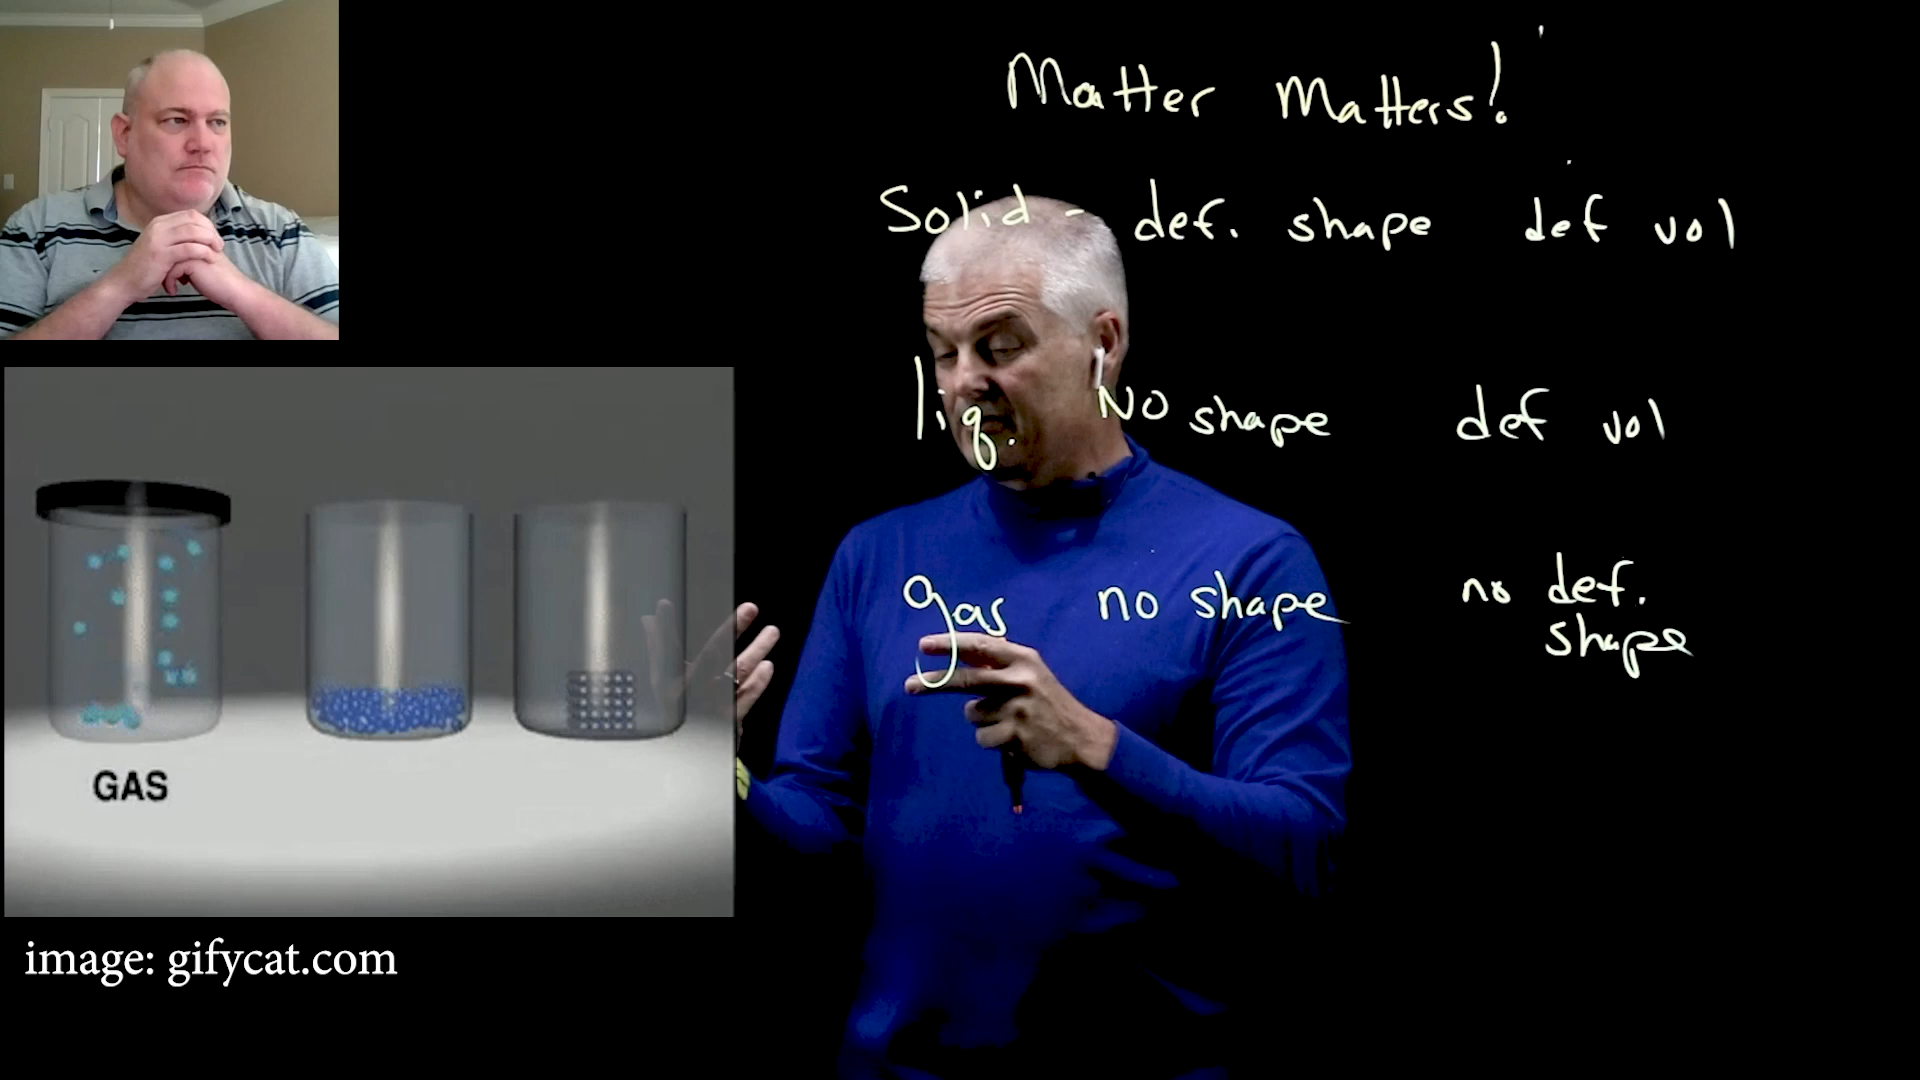 Matter Matters!
Solid - def. shape def vol
liq. NO shape def vol
gas no shape no def.
shape
GAS
image: gifycat.com